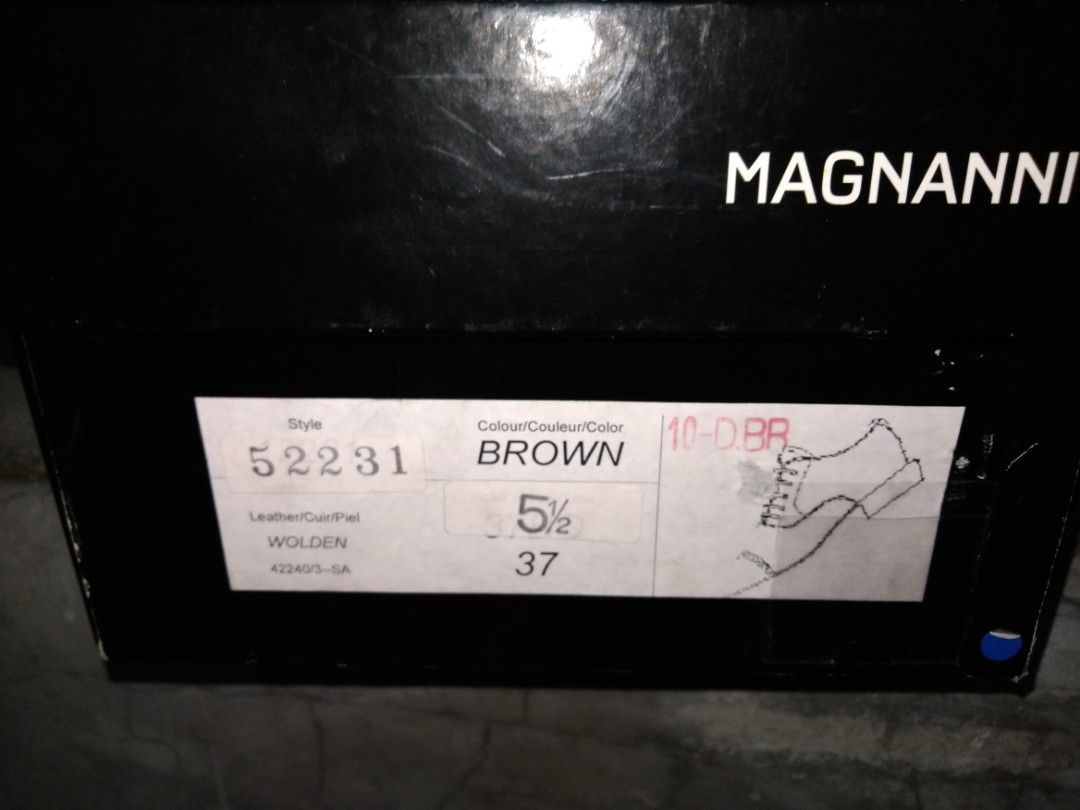 MAGNANNI
Style
52231
Colour/Couleur/Color
BROWN
10-D.BR
Leather/Cuir/Piel
WOLDEN
42240/3-SA
5½
37